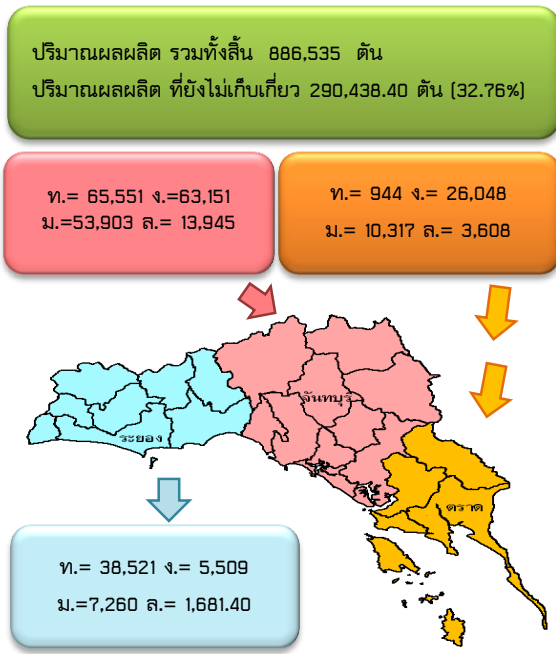 ปริมาณผลผลิต รวมทั้งสิ้น 886,535 ตัน
ปริมาณผลผลิต ที่ยังไม่เก็บเกี่ยว 290,438.40 ตัน (32.76%)
ท.= 65,551 ง.=63,151
ม.=53,903 ล.= 13,945
ท.= 944 ง.= 26,048
ม.= 10,317 ล.= 3,608
จันทบุรี
ระยอง
ตราด
ท.= 38,521 ง.= 5,509
ม.=7,260 ล.= 1,681.40